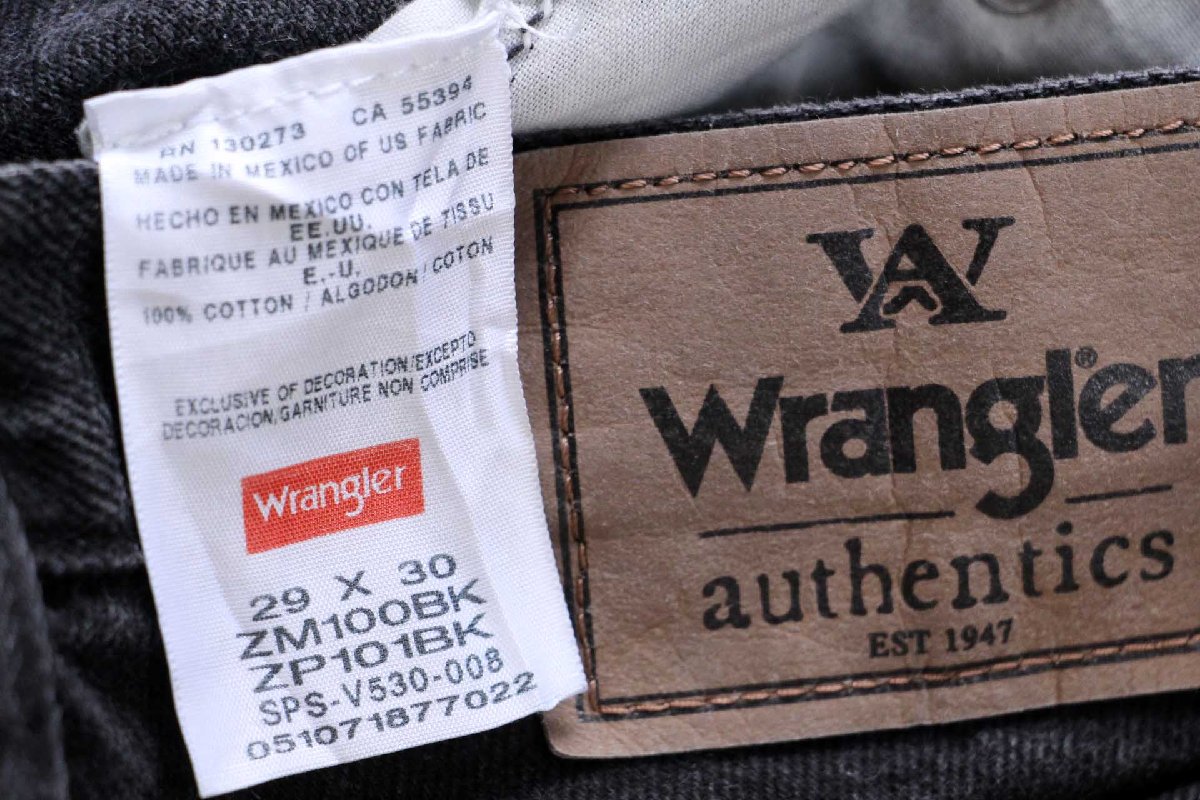 RN 130273 CA 55394
MADE IN MEXICO OF US FABRIC
HECHO EN MEXICO CON TELA DE
EE.UU.
FABRIQUE AU MEXIQUE DE TISSU
E.-U.
100% COTTON / ALGODON / COTON
EXCLUSIVE OF DECORATION/EXCEPTO
DECORACION/GARNITURE NON COMPRISE
Wrangler
29 X 30
ZM100BK
ZP101BK
SPS-V530-008
051071877022
WA
Wrangler®
authentics
EST 1947